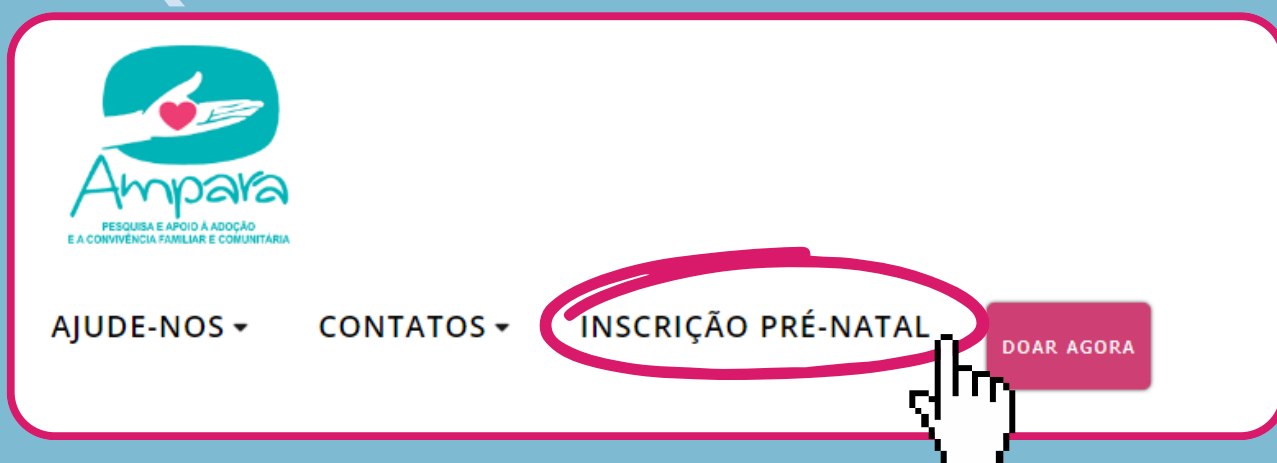 Ampara
PESQUISA E APOIO À ADOÇÃO
E A CONVIVÊNCIA FAMILIAR E COMUNITÁRIA
AJUDE-NOS
CONTATOS
INSCRIÇÃO PRÉ-NATAL
DOAR AGORA